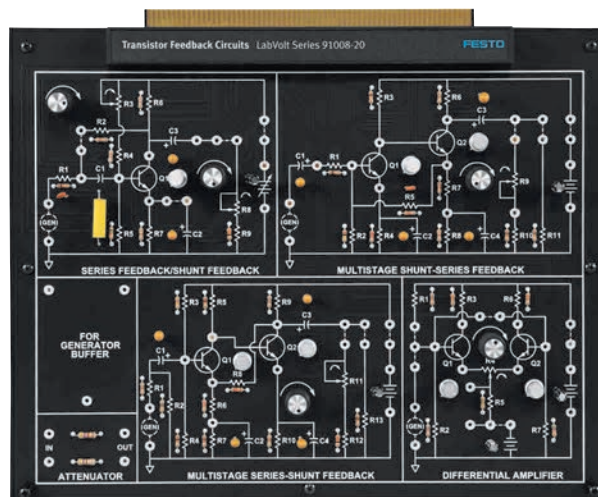 Transistor Feedback Circuits LabVolt Series 91008-20
FESTO
R3
R6
R2
C3
R1
C1
R4
Q1
R8
GEN
R5
R7
C2
R9
SERIES FEEDBACK/SHUNT FEEDBACK
R3
R6
C3
Q2
C1
R1
Q1
R9
R7
R5
GEN
R2
R4
C2
R8
C4
R10
R11
MULTISTAGE SHUNT-SERIES FEEDBACK
FOR
GENERATOR
BUFFER
IN
OUT
ATTENUATOR
R3
R5
R9
C3
C1
Q1
Q2
R8
R11
R1
R2
R6
GEN
R4
R7
C2
R10
C4
R12
R13
MULTISTAGE SERIES-SHUNT FEEDBACK
R1
R3
R6
Q1
Q2
R5
GEN
R2
R7
DIFFERENTIAL AMPLIFIER